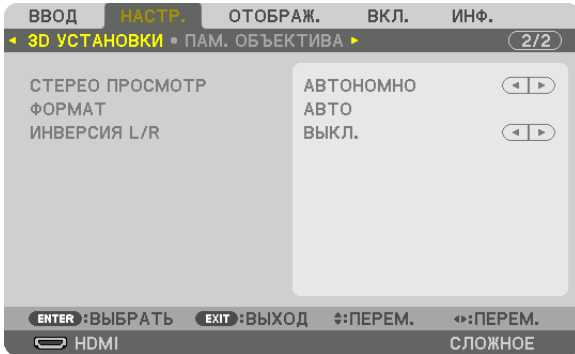 ВВОД НАСТР. ОТОБРАЖ. ВКЛ. ИНФ.
3D УСТАНОВКИ • ПАМ. ОБЪЕКТИВА 2/2
СТЕРЕО ПРОСМОТР АВТОНОМНО
ФОРМАТ АВТО
ИНВЕРСИЯ L/R ВЫКЛ.
ENTER :ВЫБРАТЬ EXIT :ВЫХОД :ПЕРЕМ. :ПЕРЕМ.
HDMI СЛОЖНОЕ